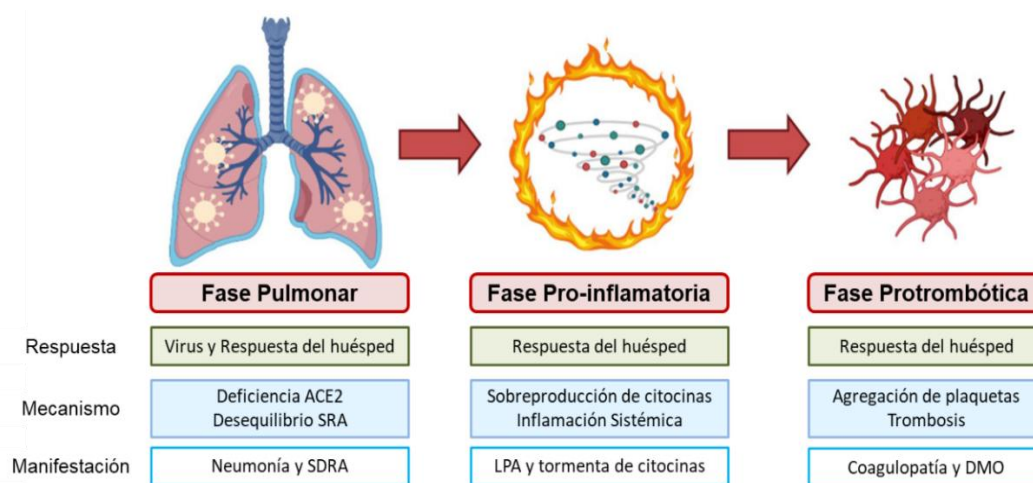 Fase Pulmonar
Fase Pro-inflamatoria
Fase Protrombótica
Respuesta
Virus y Respuesta del huésped
Respuesta del huésped
Respuesta del huésped
Mecanismo
Deficiencia ACE2
Desequilibrio SRA
Sobreproducción de citocinas
Inflamación Sistémica
Agregación de plaquetas
Trombosis
Manifestación
Neumonía y SDRA
LPA y tormenta de citocinas
Coagulopatía y DMO